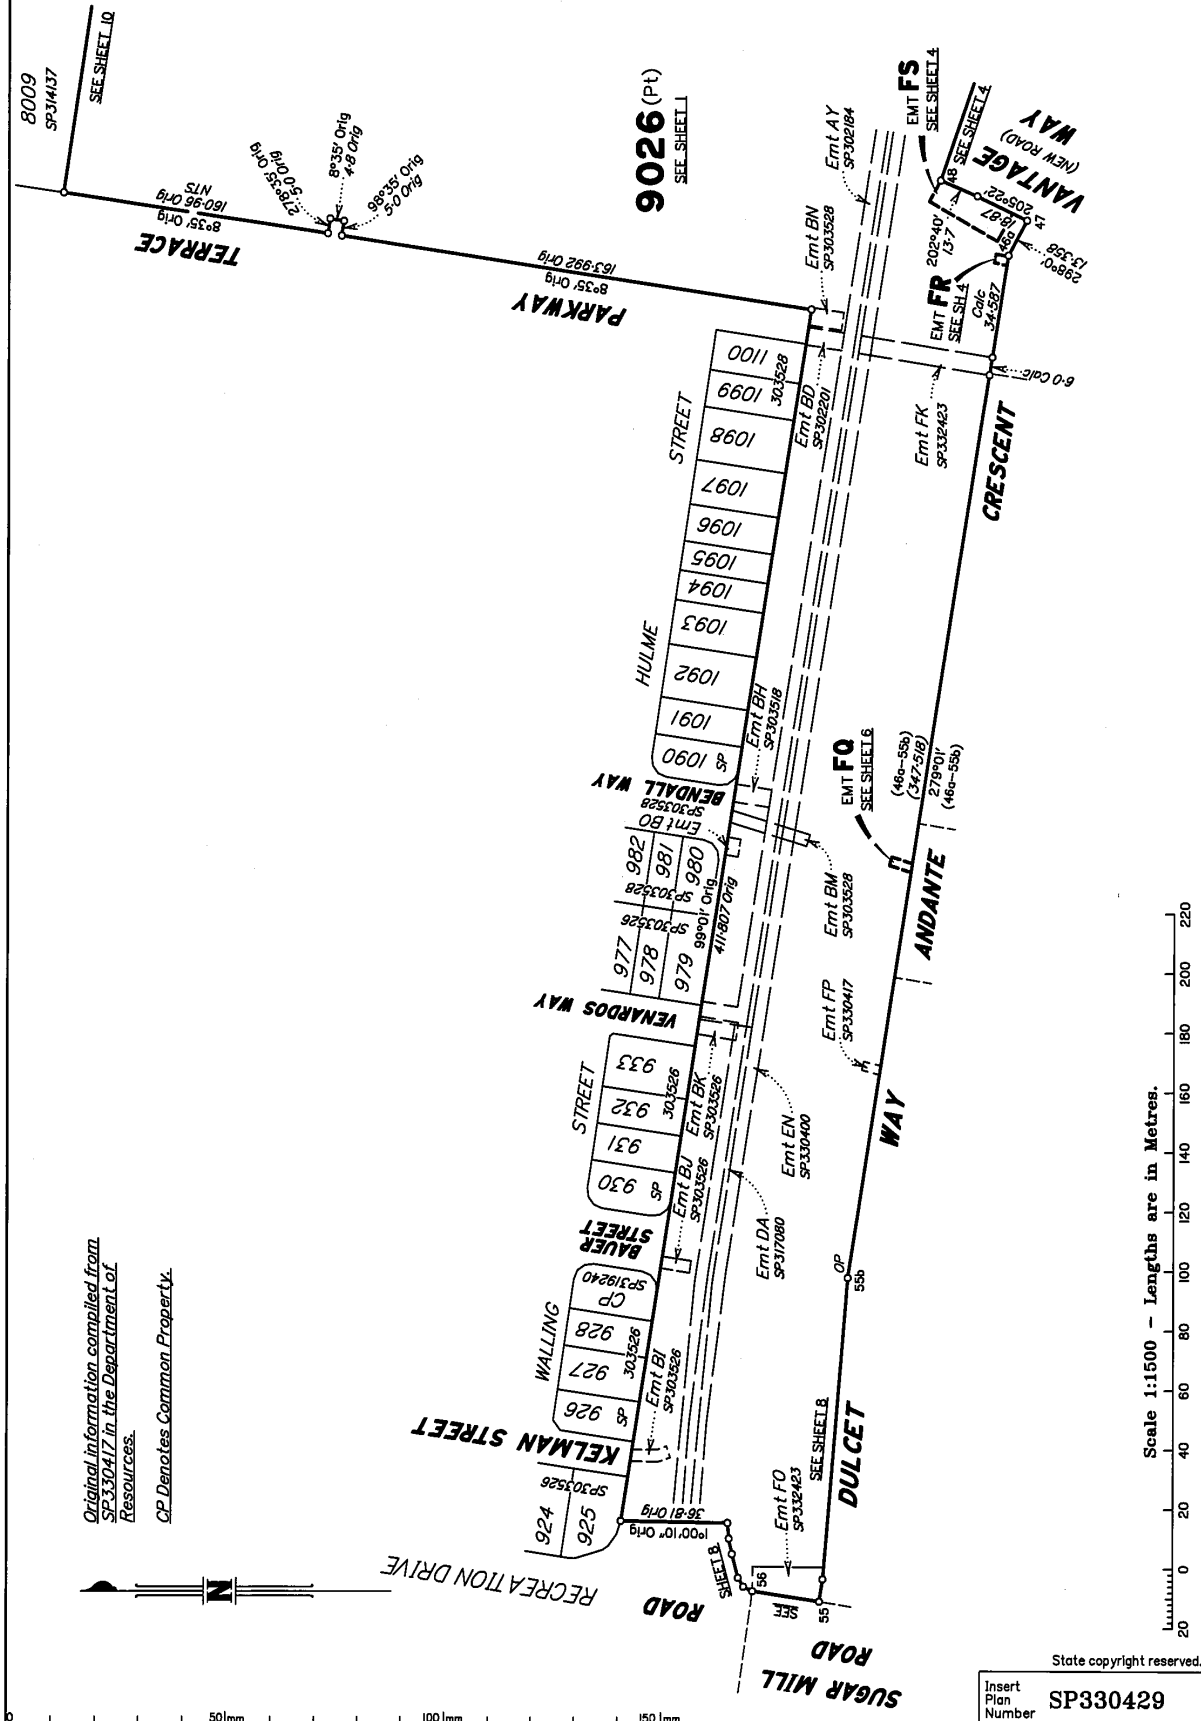 8009
SP314137
SEE SHEET 10
TERRACE
8°35' Orig
160·96 Orig
NTS
278°35' Orig
5·0 Orig
8°35' Orig
4·8 Orig
98°35' Orig
5·0 Orig
PARKWAY
8°35' Orig
163·992 Orig
9026 (Pt)
SEE SHEET 1
Emt AY
SP302184
EMT FS
SEE SHEET 4
SEE SHEET 4
VANTAGE
WAY
(NEW ROAD)
48
205°22'
18·87
47
202°40'
13·7
46a
298°0'
13·358
EMT FR
SEE SH 4
Calc
34·587
6·0 Calc
Emt BN
SP303528
Emt BD
SP302201
Emt FK
SP332423
CRESCENT
STREET
1100
1099
303528
1098
1097
1096
1095
1094
1093
HULME
1092
1091
1090
SP
Emt BH
SP303518
BENDALL WAY
Emt BO
SP303528
982
981
980
SP303528
977
978
979
SP303526
99°01' Orig
411·807 Orig
Emt BM
SP303528
EMT FQ
SEE SHEET 6
(46a-55b)
(347·518)
279°01'
(46a-55b)
ANDANTE
VENARDOS WAY
Emt FP
SP330417
STREET
933
932
931
930
303526
SP
Emt BK
SP303526
Emt EN
SP330400
Emt BJ
SP303526
Emt DA
SP317080
WAY
BAUER
STREET
CP
SP319240
WALLING
928
927
926
303526
SP
Emt BI
SP303526
OP
55b
KELMAN STREET
924
925
SP303526
1°00'10" Orig
36·81 Orig
SEE SHEET 8
DULCET
Emt FO
SP332423
RECREATION DRIVE
ROAD
SHEET 8
SEE
56
55
SUGAR MILL
ROAD
Original information compiled from
SP330417 in the Department of
Resources.
CP Denotes Common Property.
N
Scale 1:1500 - Lengths are in Metres.
20 0 20 40 60 80 100 120 140 160 180 200 220
0 50mm 100mm 150mm
State copyright reserved.
Insert
Plan
Number
SP330429